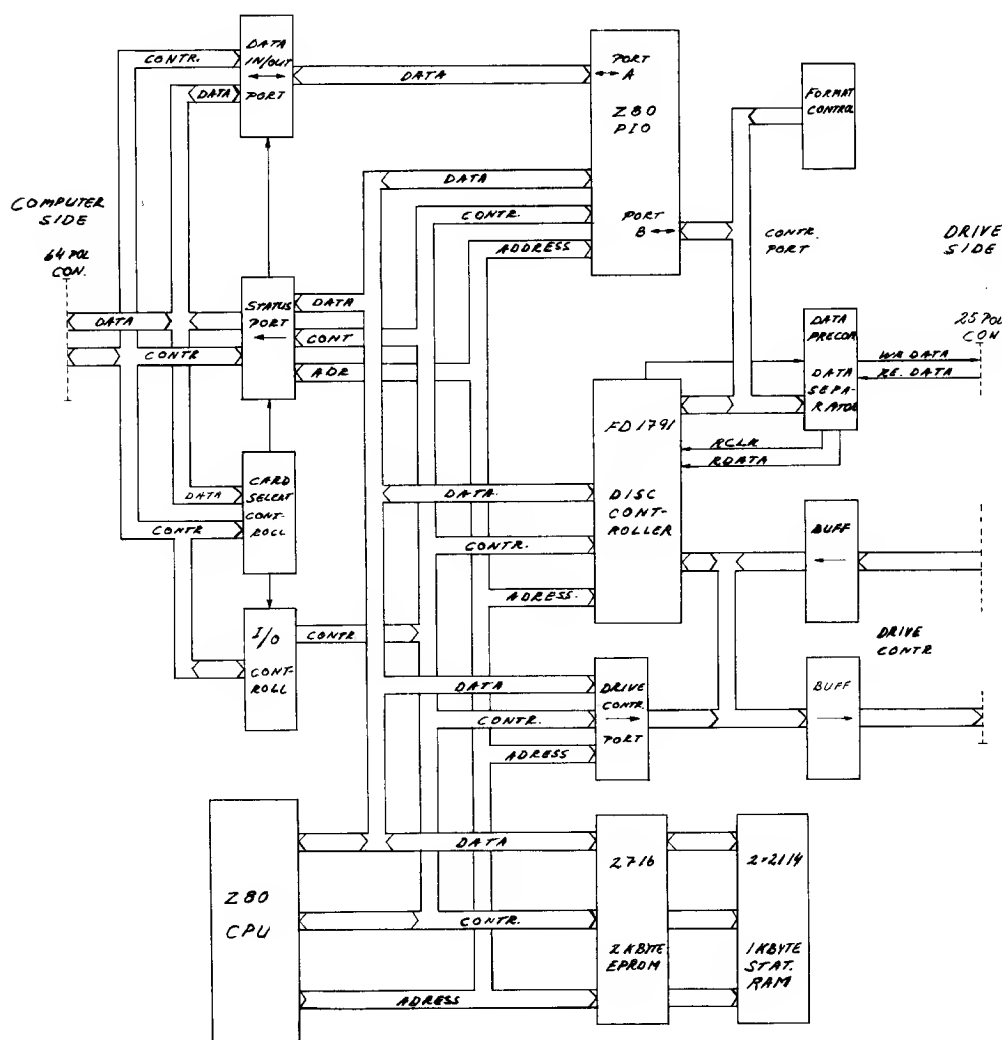 DATA
IN/OUT
PORT
CONTR.
DATA
DATA
PORT
A
Z80
PIO
PORT
B
FORMAT
CONTROL
COMPUTER
SIDE
64 POL
CON.
DATA
CONTR.
ADDRESS
CONTR.
PORT
DRIVE
SIDE
25 POL
CON
STATUS
PORT
DATA
CONTR
DATA
CONT
ADR
DATA
PRECOR
DATA
SEPA-
RATOR
WR DATA
RE. DATA
FD 1791
DISC
CONT-
ROLLER
RCLK
RDATA
CARD
SELECT
CONT-
ROLL
DATA
CONTR
DATA.
CONTR.
ADRESS.
BUFF
I/O
CONT-
ROLL
CONTR
DRIVE
CONTR
DATA
CONTR.
ADRESS
DRIVE
CONTR
PORT
BUFF
Z80
CPU
DATA
CONTR.
ADRESS
2716
2 KBYTE
EPROM
2×2114
1 KBYTE
STAT.
RAM